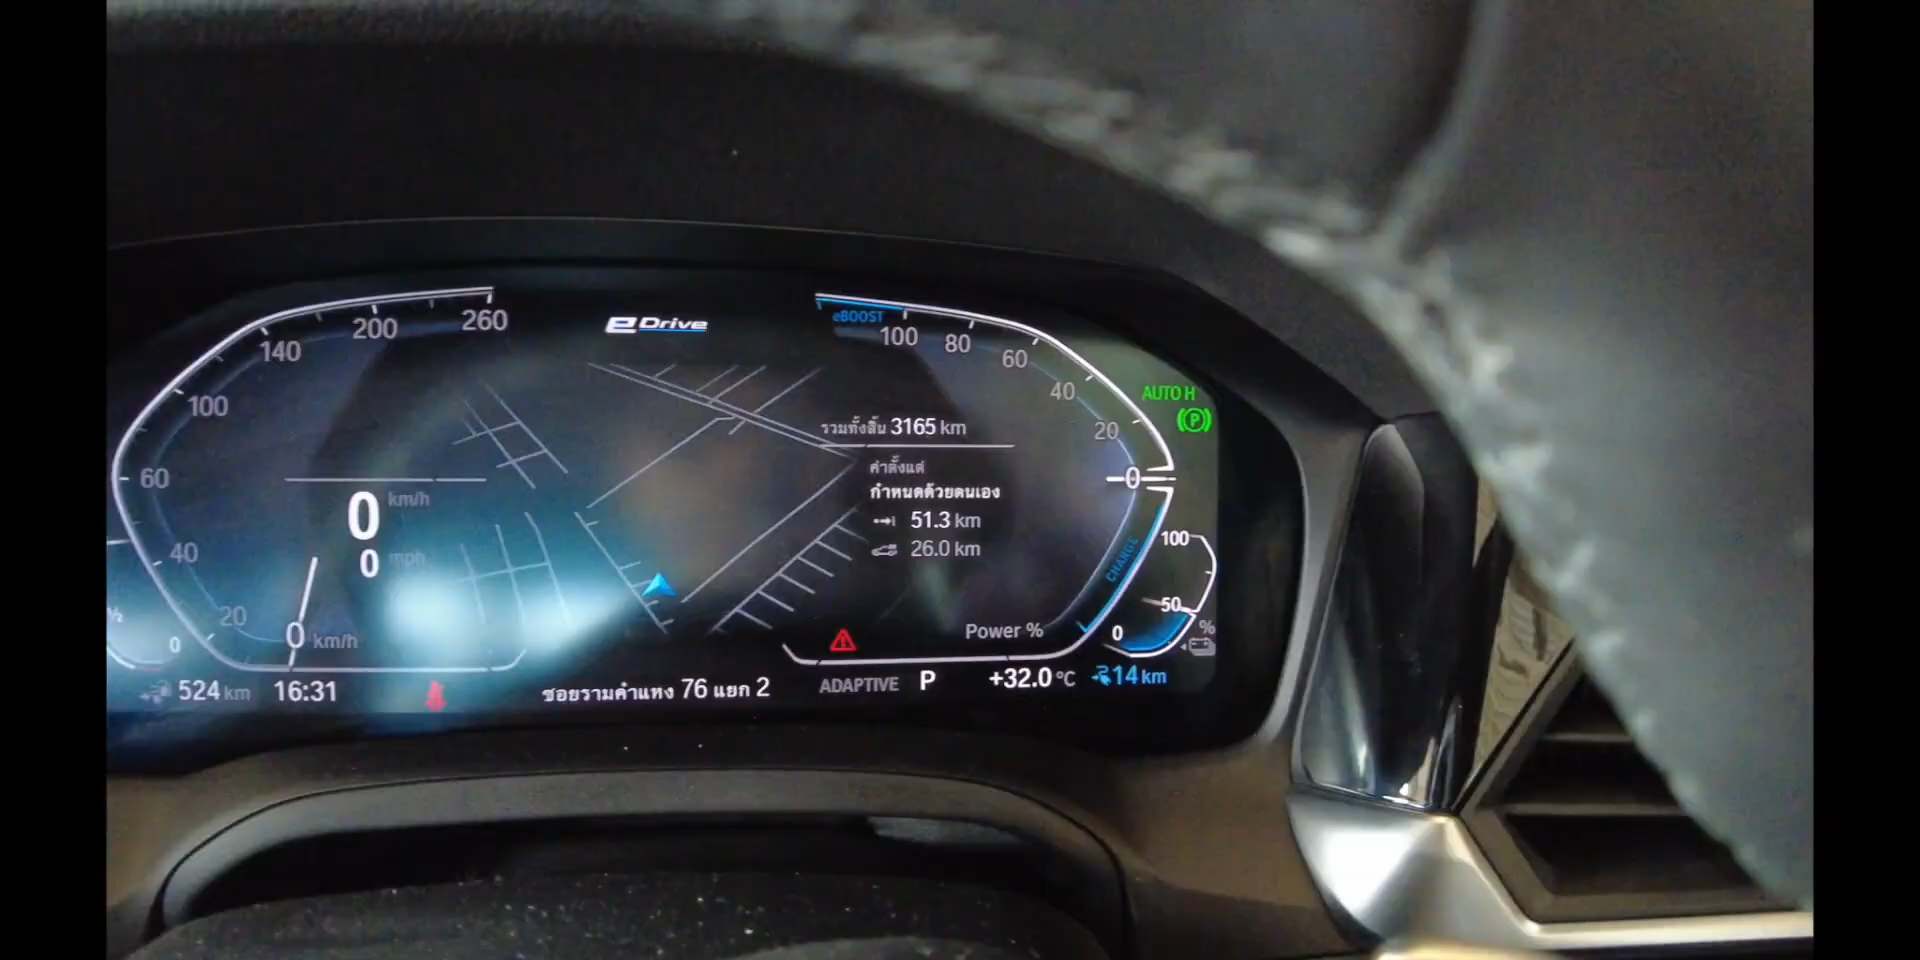 260
200
140
100
60
40
20
0
eDrive
eBOOST
100
80
60
40
20
0
AUTO H
P
รวมทั้งสิ้น 3165 km
ค่าตั้งแต่
กำหนดด้วยตนเอง
51.3 km
26.0 km
0 km/h
0 mph
0 km/h
CHARGE
100
50
0
%
%
Power %
524 km
16:31
ซอยรามคำแหง 76 แยก 2
ADAPTIVE
P
+32.0 °C
14 km